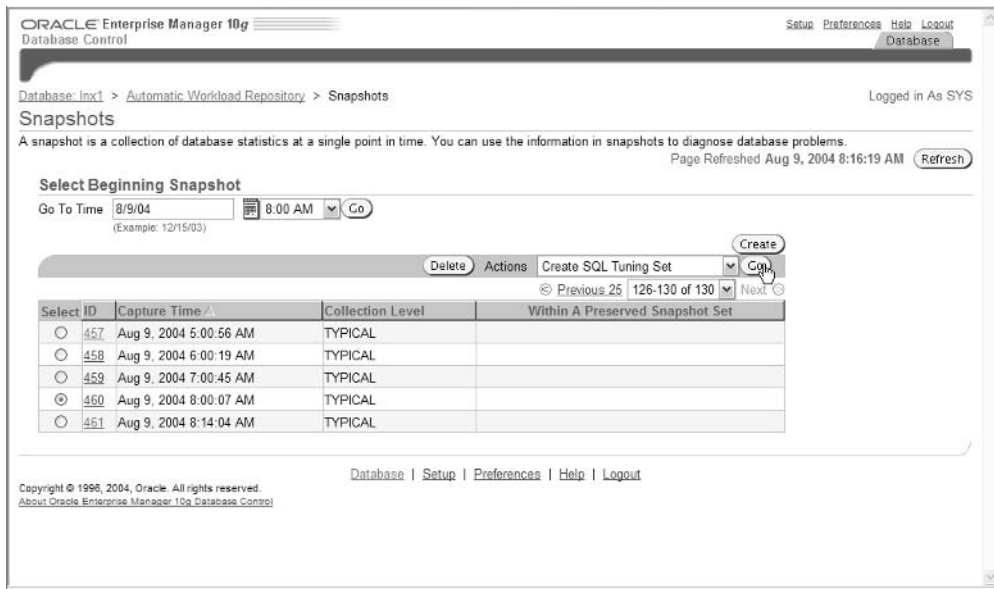 ORACLE Enterprise Manager 10g
Database Control
Setup Preferences Help Logout
Database
Database: lnx1 > Automatic Workload Repository > Snapshots
Logged in As SYS
Snapshots
A snapshot is a collection of database statistics at a single point in time. You can use the information in snapshots to diagnose database problems.
Page Refreshed Aug 9, 2004 8:16:19 AM Refresh
Select Beginning Snapshot
Go To Time 8/9/04 8:00 AM Go
(Example: 12/15/03)
Create
Delete Actions Create SQL Tuning Set Go
Previous 25 126-130 of 130 Next
Select ID Capture Time Collection Level Within A Preserved Snapshot Set
457 Aug 9, 2004 5:00:56 AM TYPICAL
458 Aug 9, 2004 6:00:19 AM TYPICAL
459 Aug 9, 2004 7:00:45 AM TYPICAL
460 Aug 9, 2004 8:00:07 AM TYPICAL
461 Aug 9, 2004 8:14:04 AM TYPICAL
Database | Setup | Preferences | Help | Logout
Copyright © 1996, 2004, Oracle. All rights reserved.
About Oracle Enterprise Manager 10g Database Control